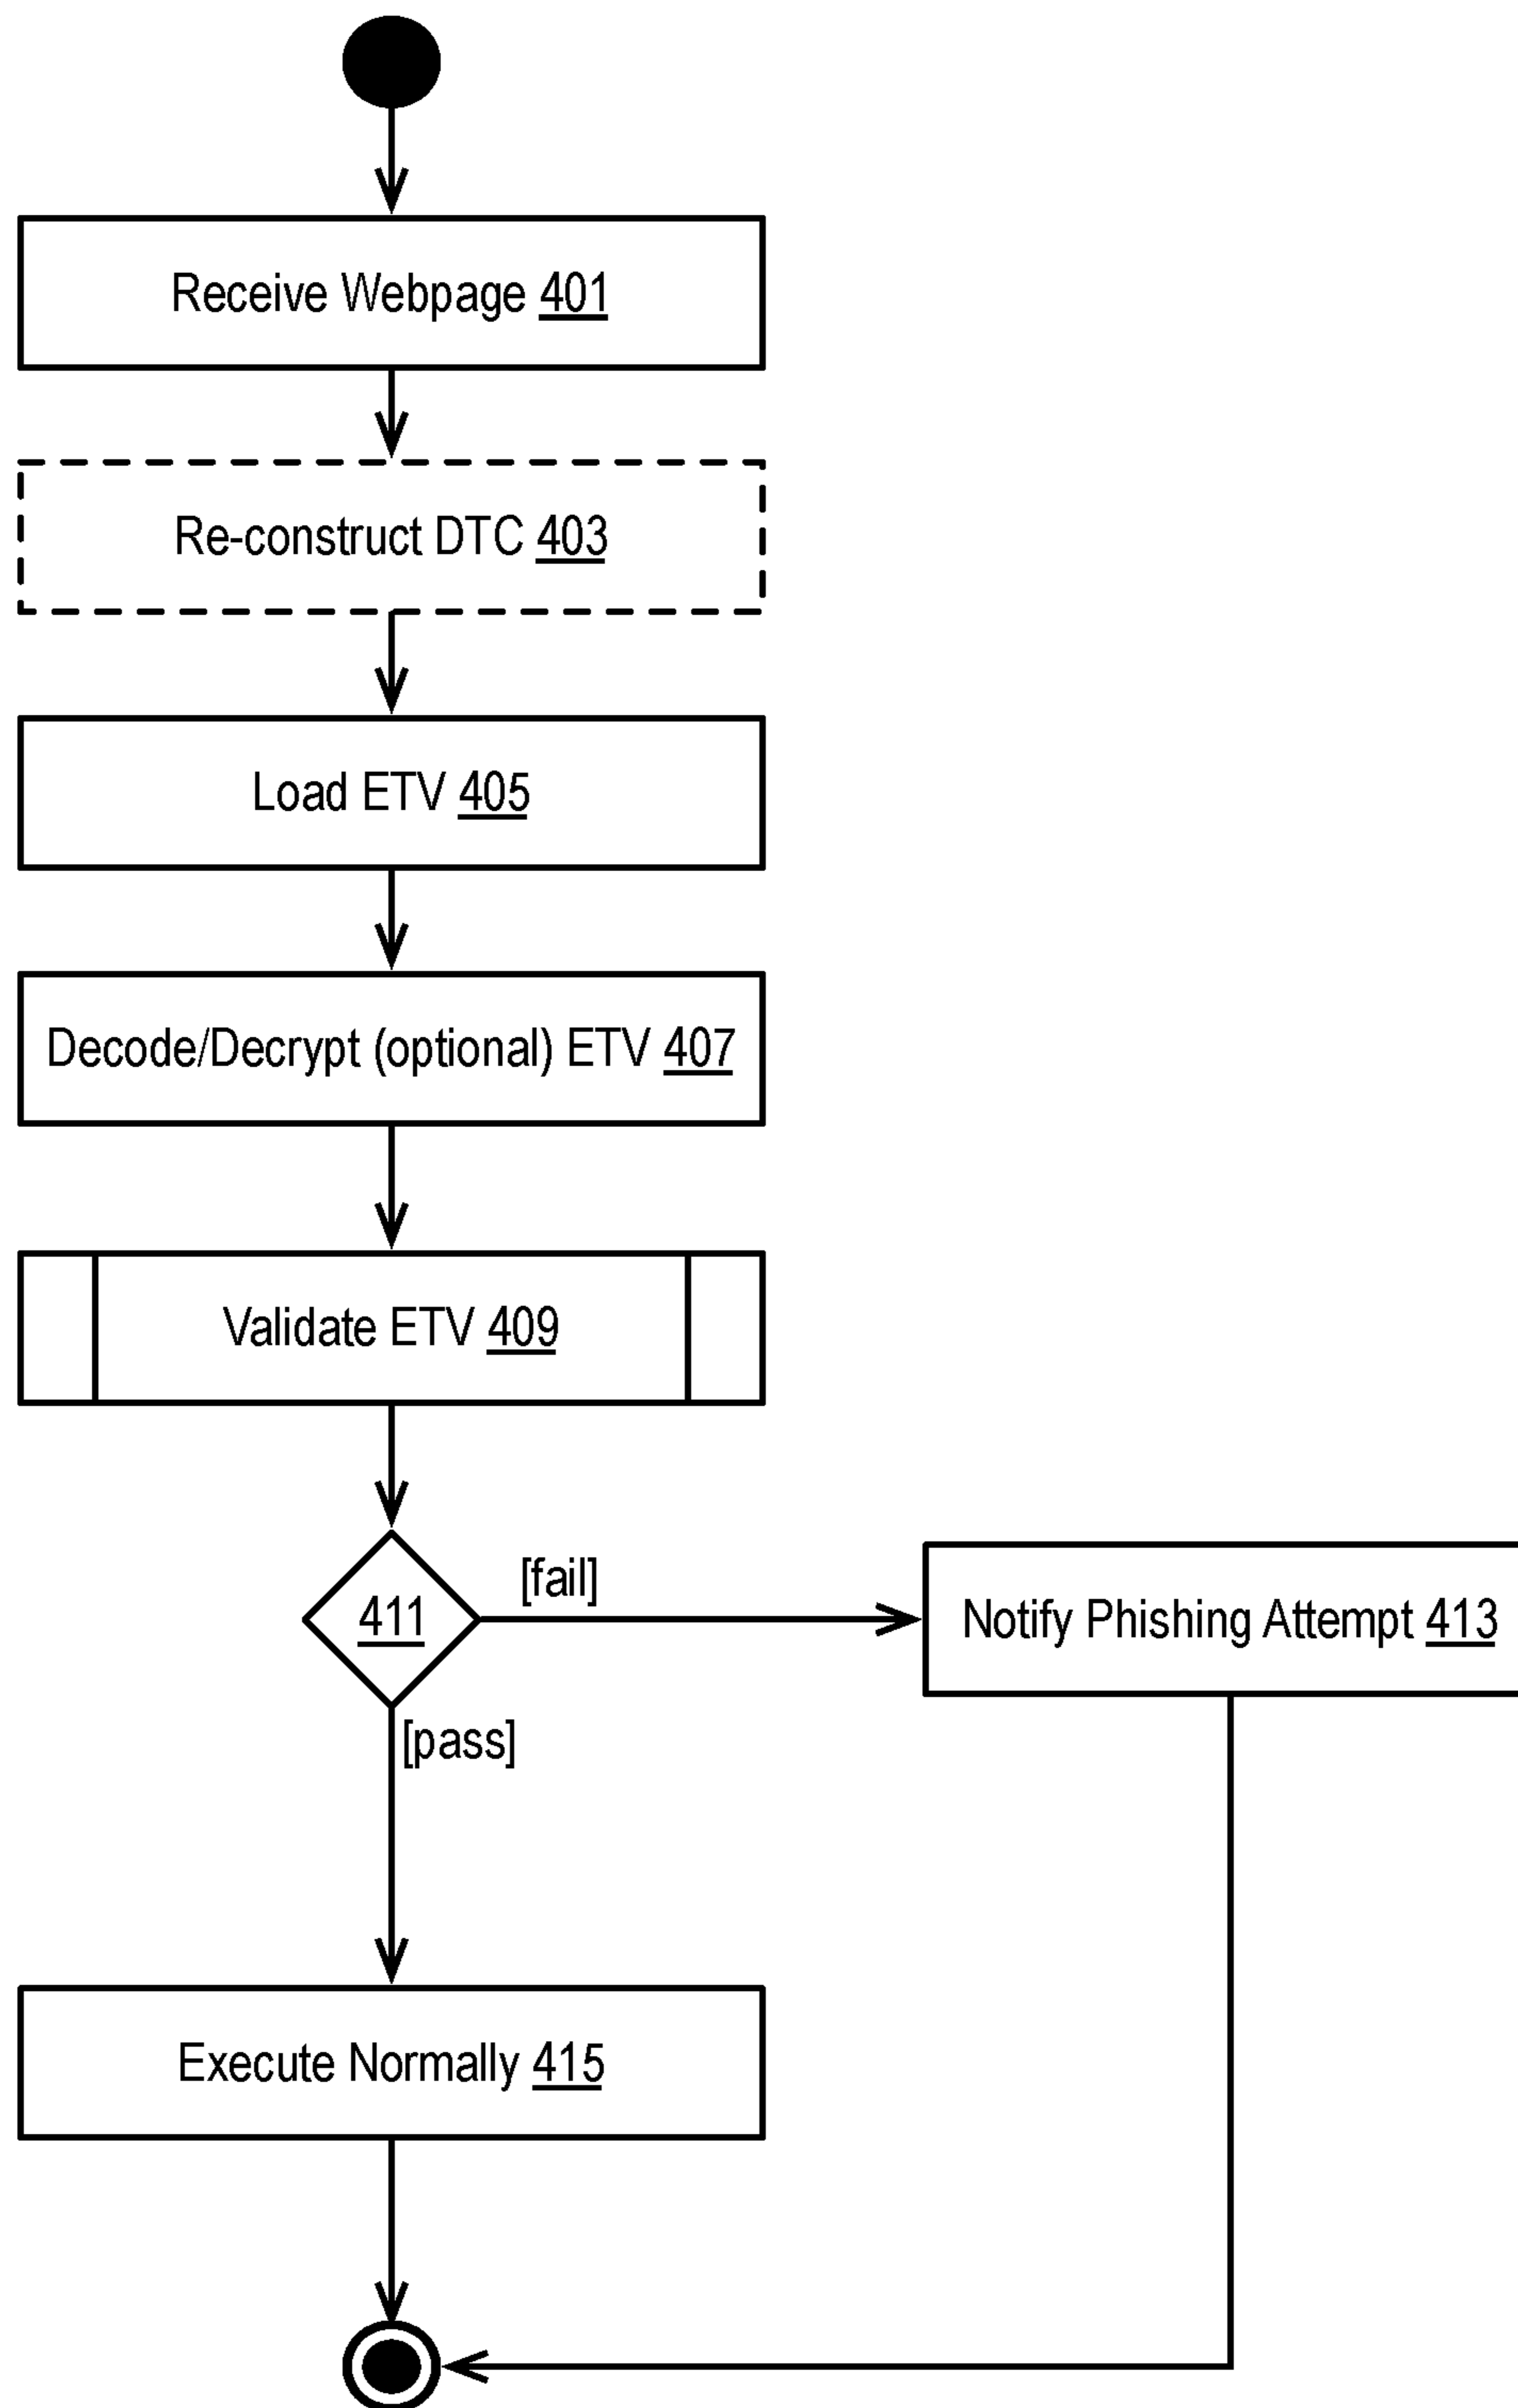 Receive Webpage 401
Re-construct DTC 403
Load ETV 405
Decode/Decrypt (optional) ETV 407
Validate ETV 409
411
[fail]
Notify Phishing Attempt 413
[pass]
Execute Normally 415